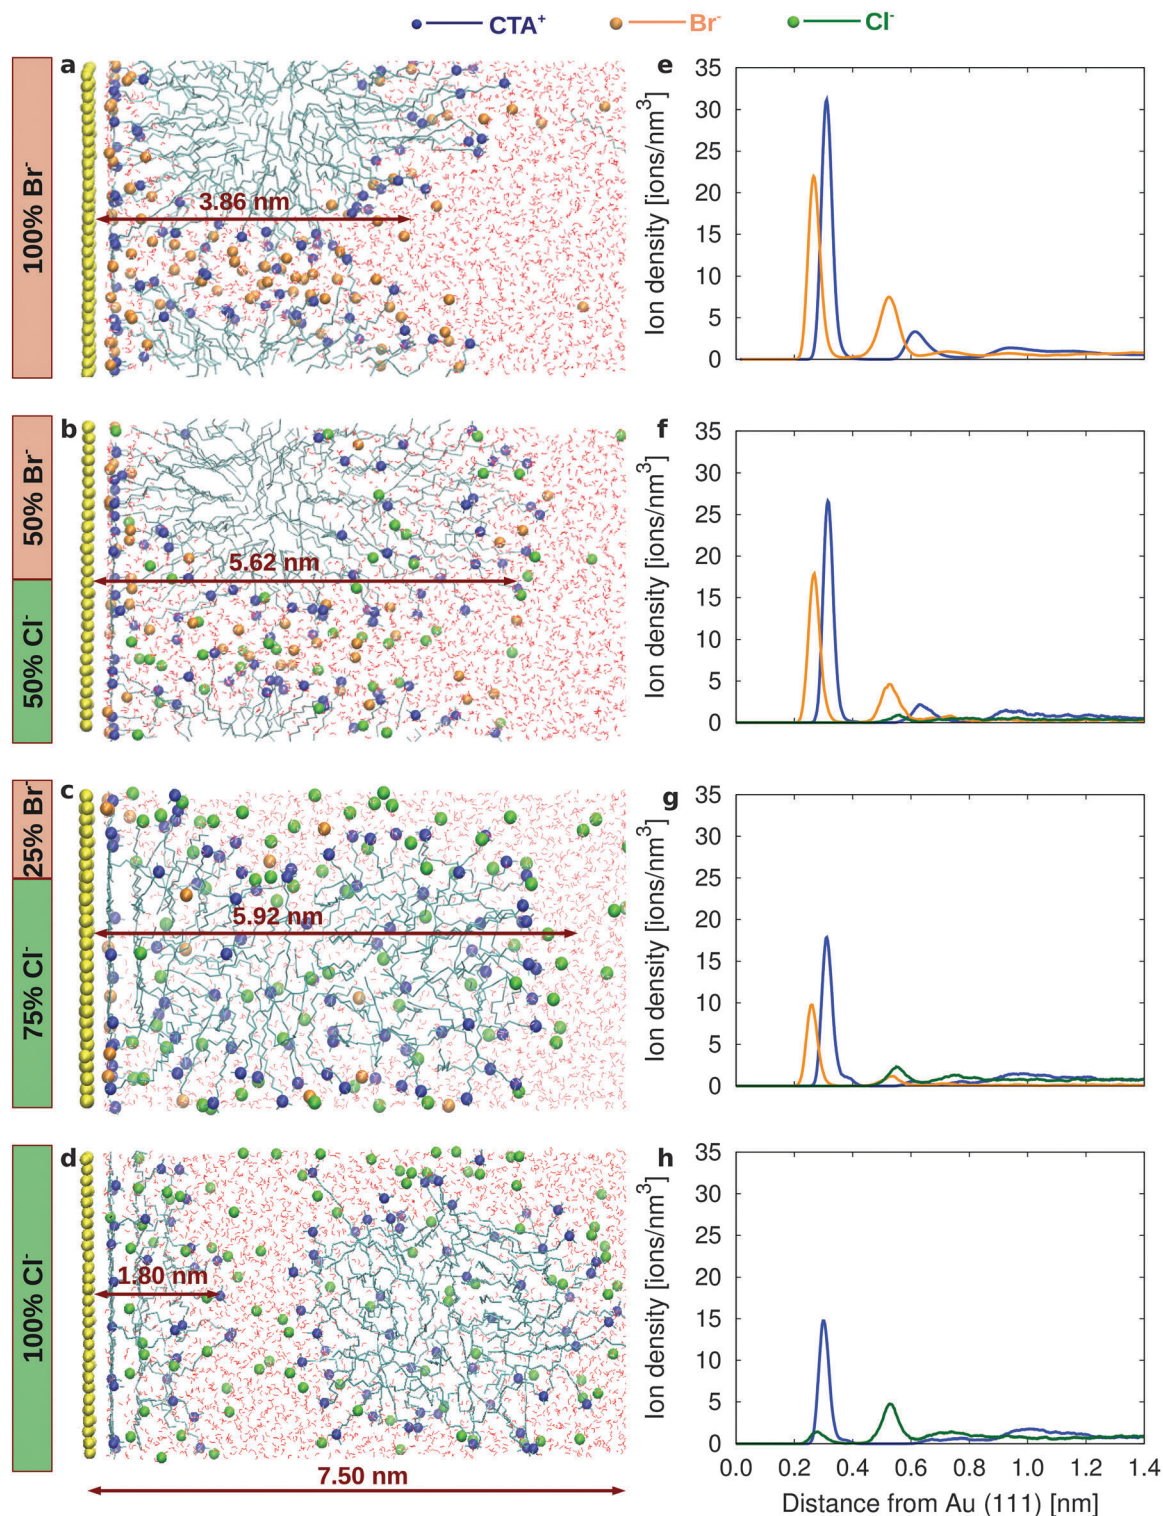 CTA⁺ Br⁻ Cl⁻
a
100% Br⁻
3.86 nm
e
Ion density [ions/nm³]
35
30
25
20
15
10
5
0
b
50% Br⁻
50% Cl⁻
5.62 nm
f
Ion density [ions/nm³]
35
30
25
20
15
10
5
0
c
25% Br⁻
75% Cl⁻
5.92 nm
g
Ion density [ions/nm³]
35
30
25
20
15
10
5
0
d
100% Cl⁻
1.80 nm
7.50 nm
h
Ion density [ions/nm³]
35
30
25
20
15
10
5
0
0.0 0.2 0.4 0.6 0.8 1.0 1.2 1.4
Distance from Au (111) [nm]